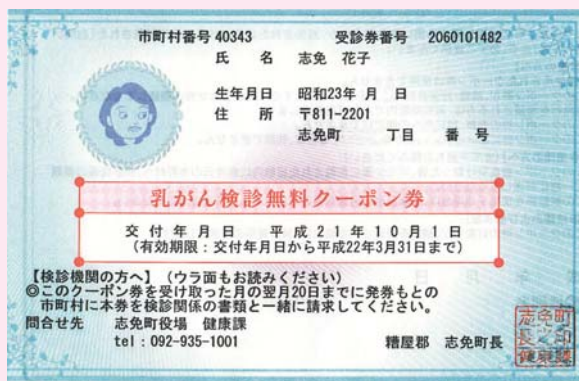 市町村番号 40343 受診券番号 2060101482
氏 名 志免 花子
生年月日 昭和23年 月 日
住 所 〒811-2201
志免町 丁目 番 号
乳がん検診無料クーポン券
交付年月日 平成21年10月1日
(有効期限:交付年月日から平成22年3月31日まで)
【検診機関の方へ】(ウラ面もお読みください)
◎このクーポン券を受け取った月の翌月20日までに発券もとの
市町村に本券を検診関係の書類と一緒に請求してください。
問合せ先 志免町役場 健康課
tel:092-935-1001 糟屋郡 志免町長